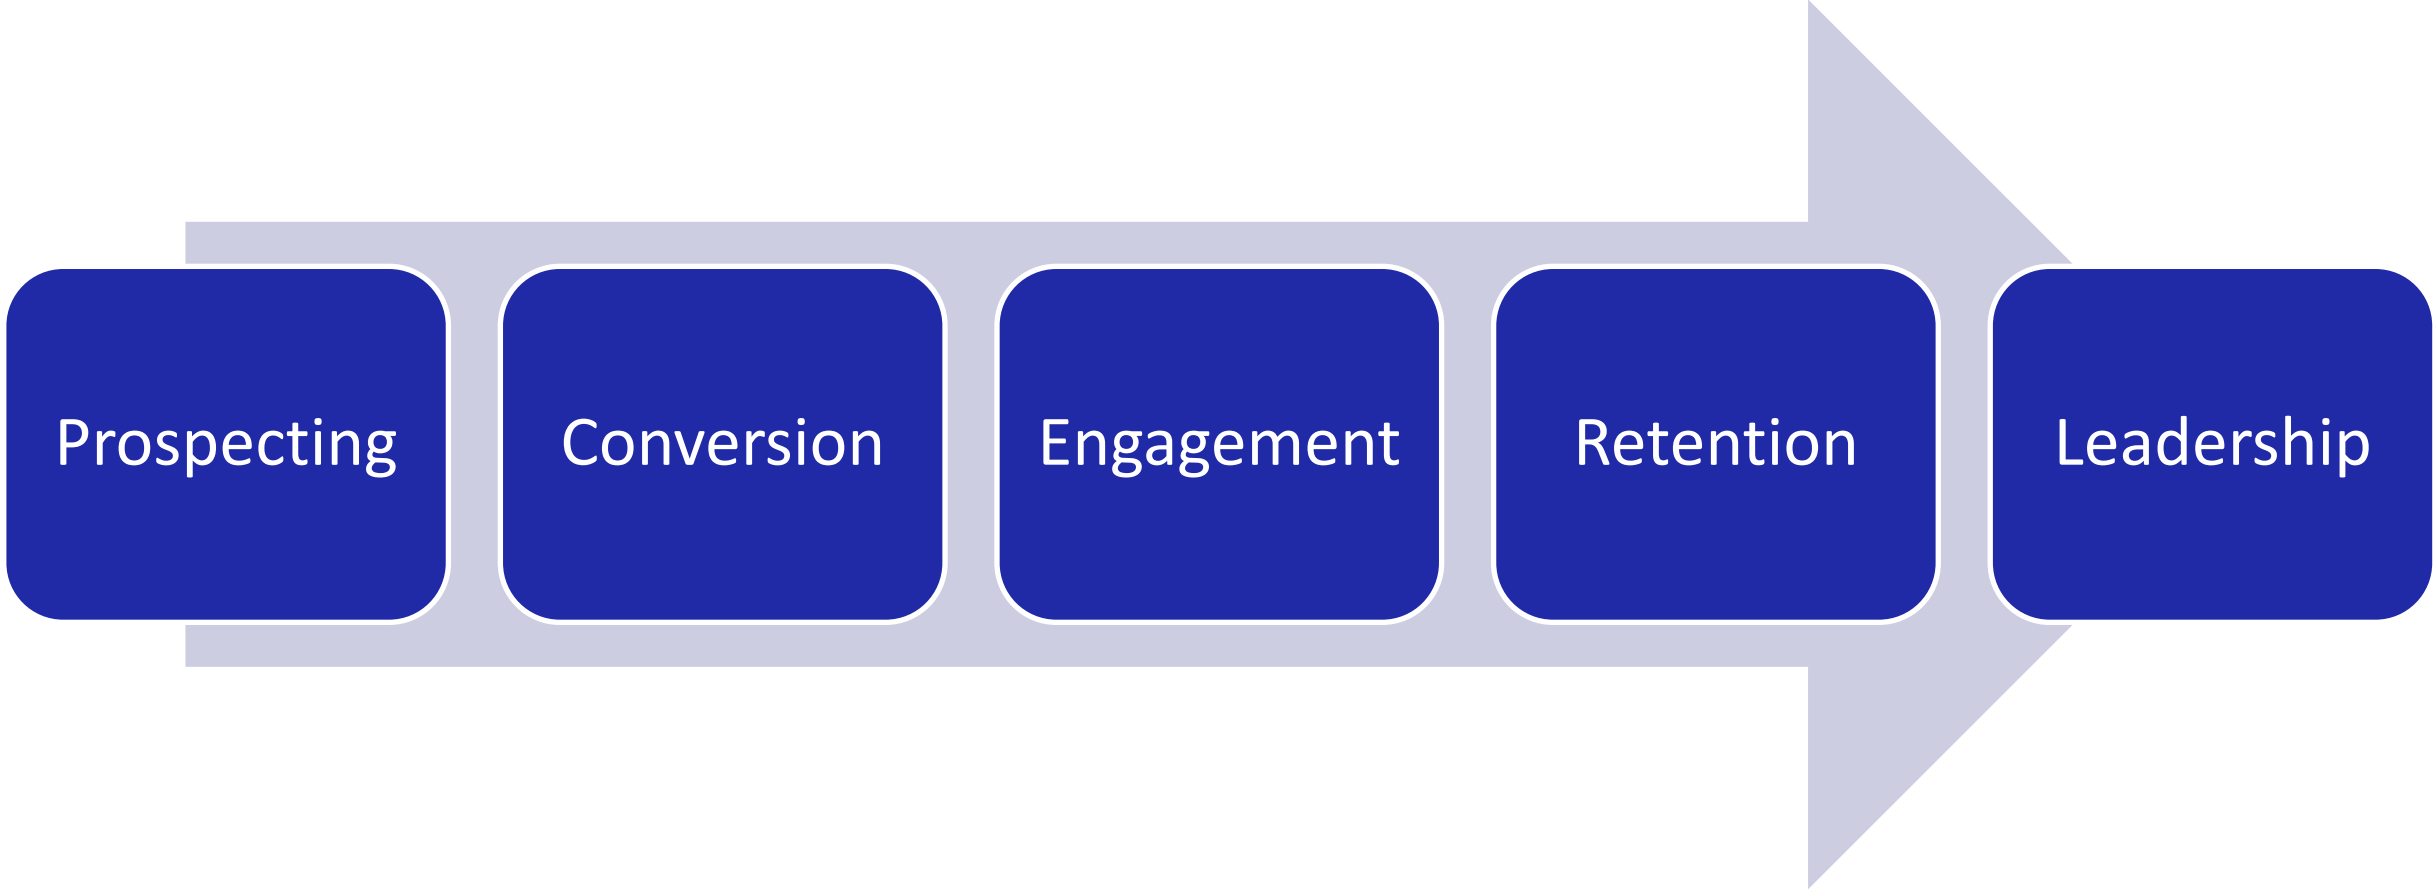 Prospecting
Conversion
Engagement
Retention
Leadership